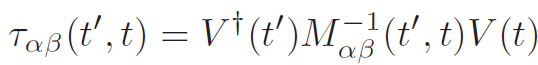 τ_{αβ}(t′, t) = V^†(t′)M^{-1}_{αβ}(t′, t)V(t)